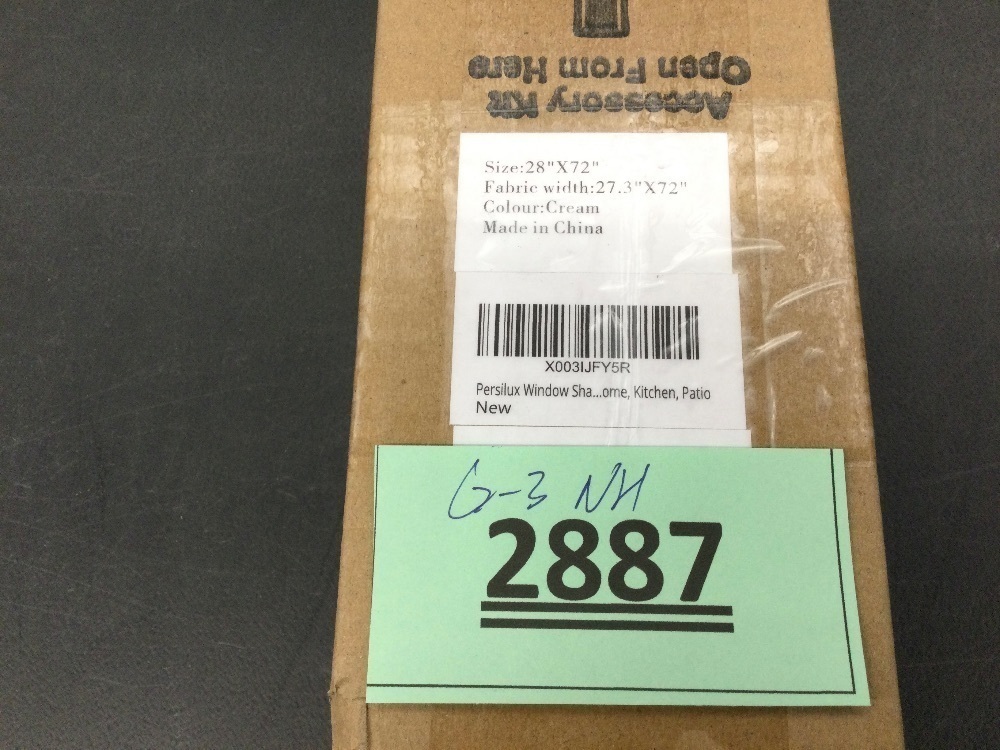 Accessory Kit
Open From Here
Size:28"X72"
Fabric width:27.3"X72"
Colour:Cream
Made in China
X003IJFY5R
Persilux Window Sha...ome, Kitchen, Patio
New
G-3 NH
2887